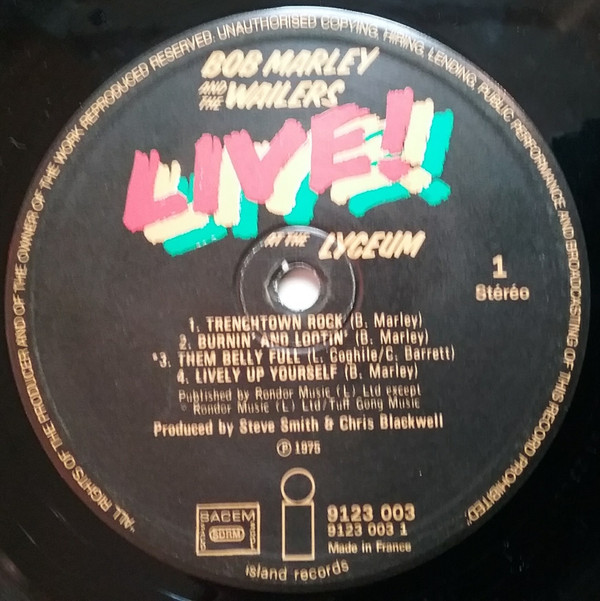 "ALL RIGHTS OF THE PRODUCER AND OF THE OWNER OF THE WORK REPRODUCED RESERVED. UNAUTHORISED COPYING, HIRING, LENDING, PUBLIC PERFORMANCE AND BROADCASTING OF THIS RECORD PROHIBITED"
BOB MARLEY
AND THE WAILERS
LIVE!
AT THE LYCEUM
1
Stéréo
1. TRENCHTOWN ROCK (B. Marley)
2. BURNIN' AND LOOTIN' (B. Marley)
*3. THEM BELLY FULL (L. Coghile/C. Barrett)
4. LIVELY UP YOURSELF (B. Marley)
Published by Rondor Music (L) Ltd except
* Rondor Music (L) Ltd/Tuff Gong Music
Produced by Steve Smith & Chris Blackwell
℗ 1975
SACEM
SDRM
9123 003
9123 003 1
Made in France
island records